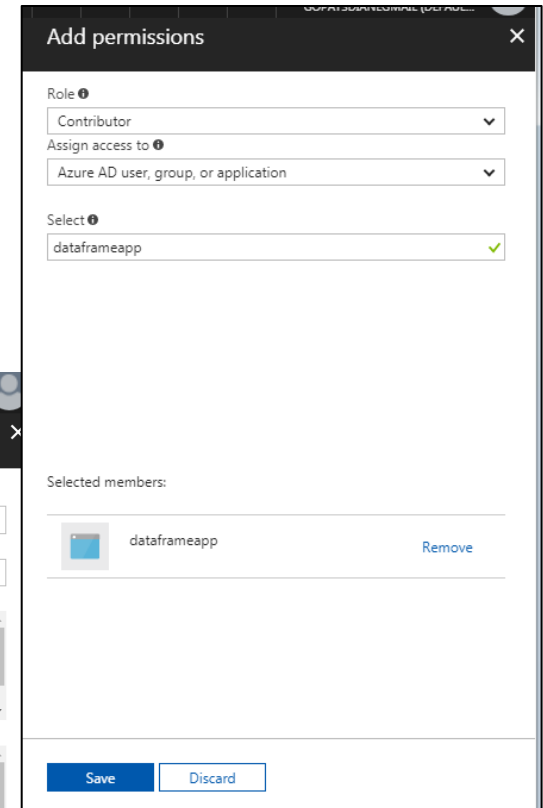 Add permissions
Role
Contributor
Assign access to
Azure AD user, group, or application
Select
dataframeapp
Selected members:
dataframeapp
Remove
Save
Discard